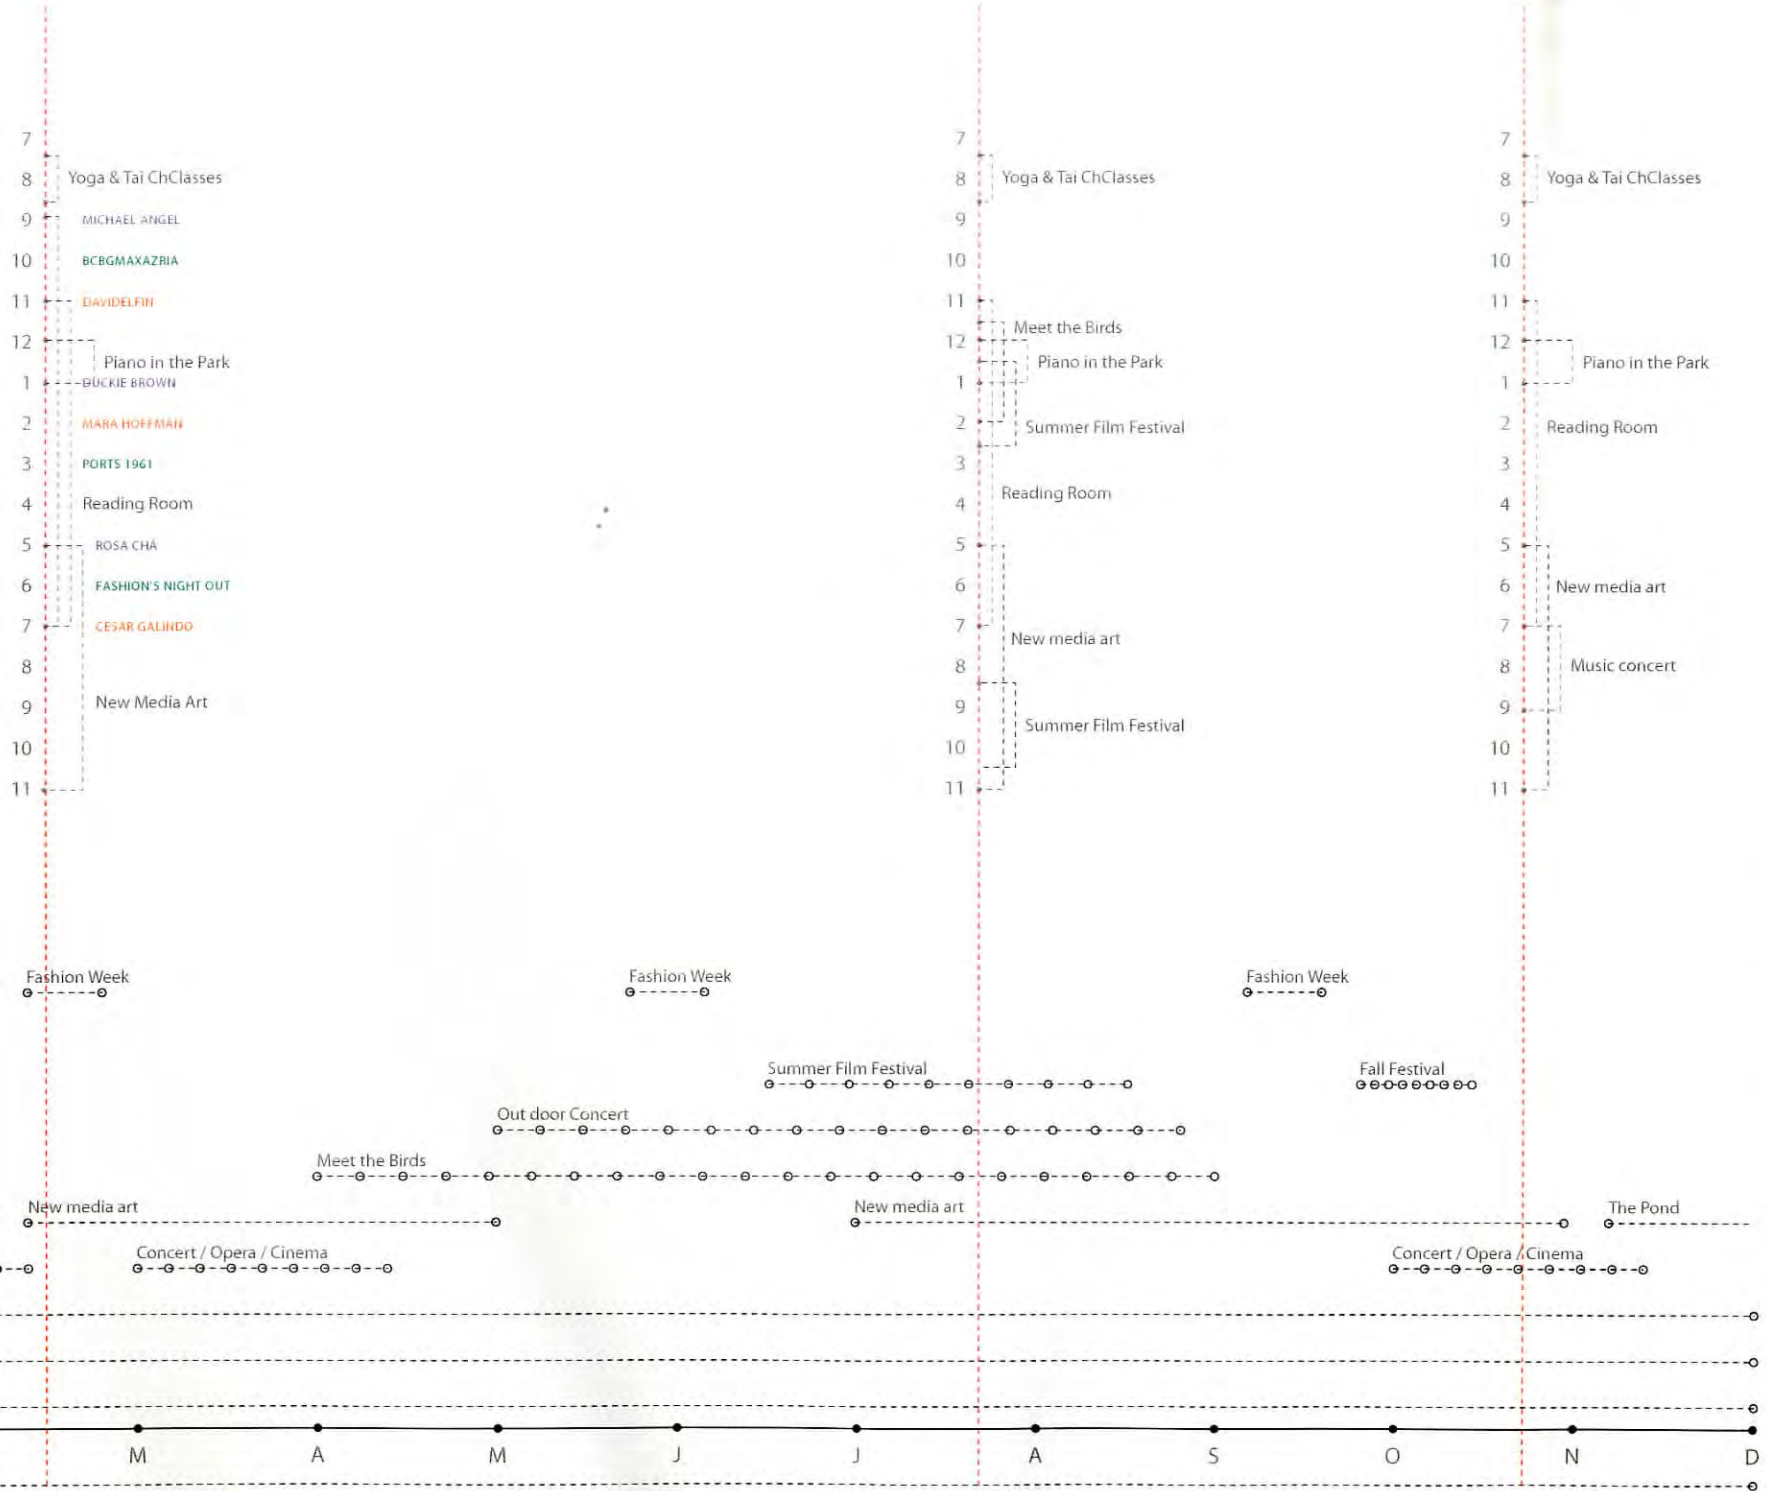 7 7 7
8 Yoga & Tai ChClasses 8 Yoga & Tai ChClasses 8 Yoga & Tai ChClasses
9 MICHAEL ANGEL 9 9
10 BCBGMAXAZRIA 10 10
11 DAVIDELFIN 11 11
Meet the Birds
12 12 12
Piano in the Park Piano in the Park Piano in the Park
1 DUCKIE BROWN 1 1
2 MARA HOFFMAN 2 Summer Film Festival 2 Reading Room
3 PORTS 1961 3 3
4 Reading Room 4 Reading Room 4
5 ROSA CHÁ 5 5
6 FASHION'S NIGHT OUT 6 6 New media art
7 CESAR GALINDO 7 7
New media art
8 8 8 Music concert
9 New Media Art 9 9
Summer Film Festival
10 10 10
11 11 11
Fashion Week Fashion Week Fashion Week
Summer Film Festival Fall Festival
Out door Concert
Meet the Birds
New media art New media art The Pond
Concert / Opera / Cinema Concert / Opera / Cinema
M A M J J A S O N D